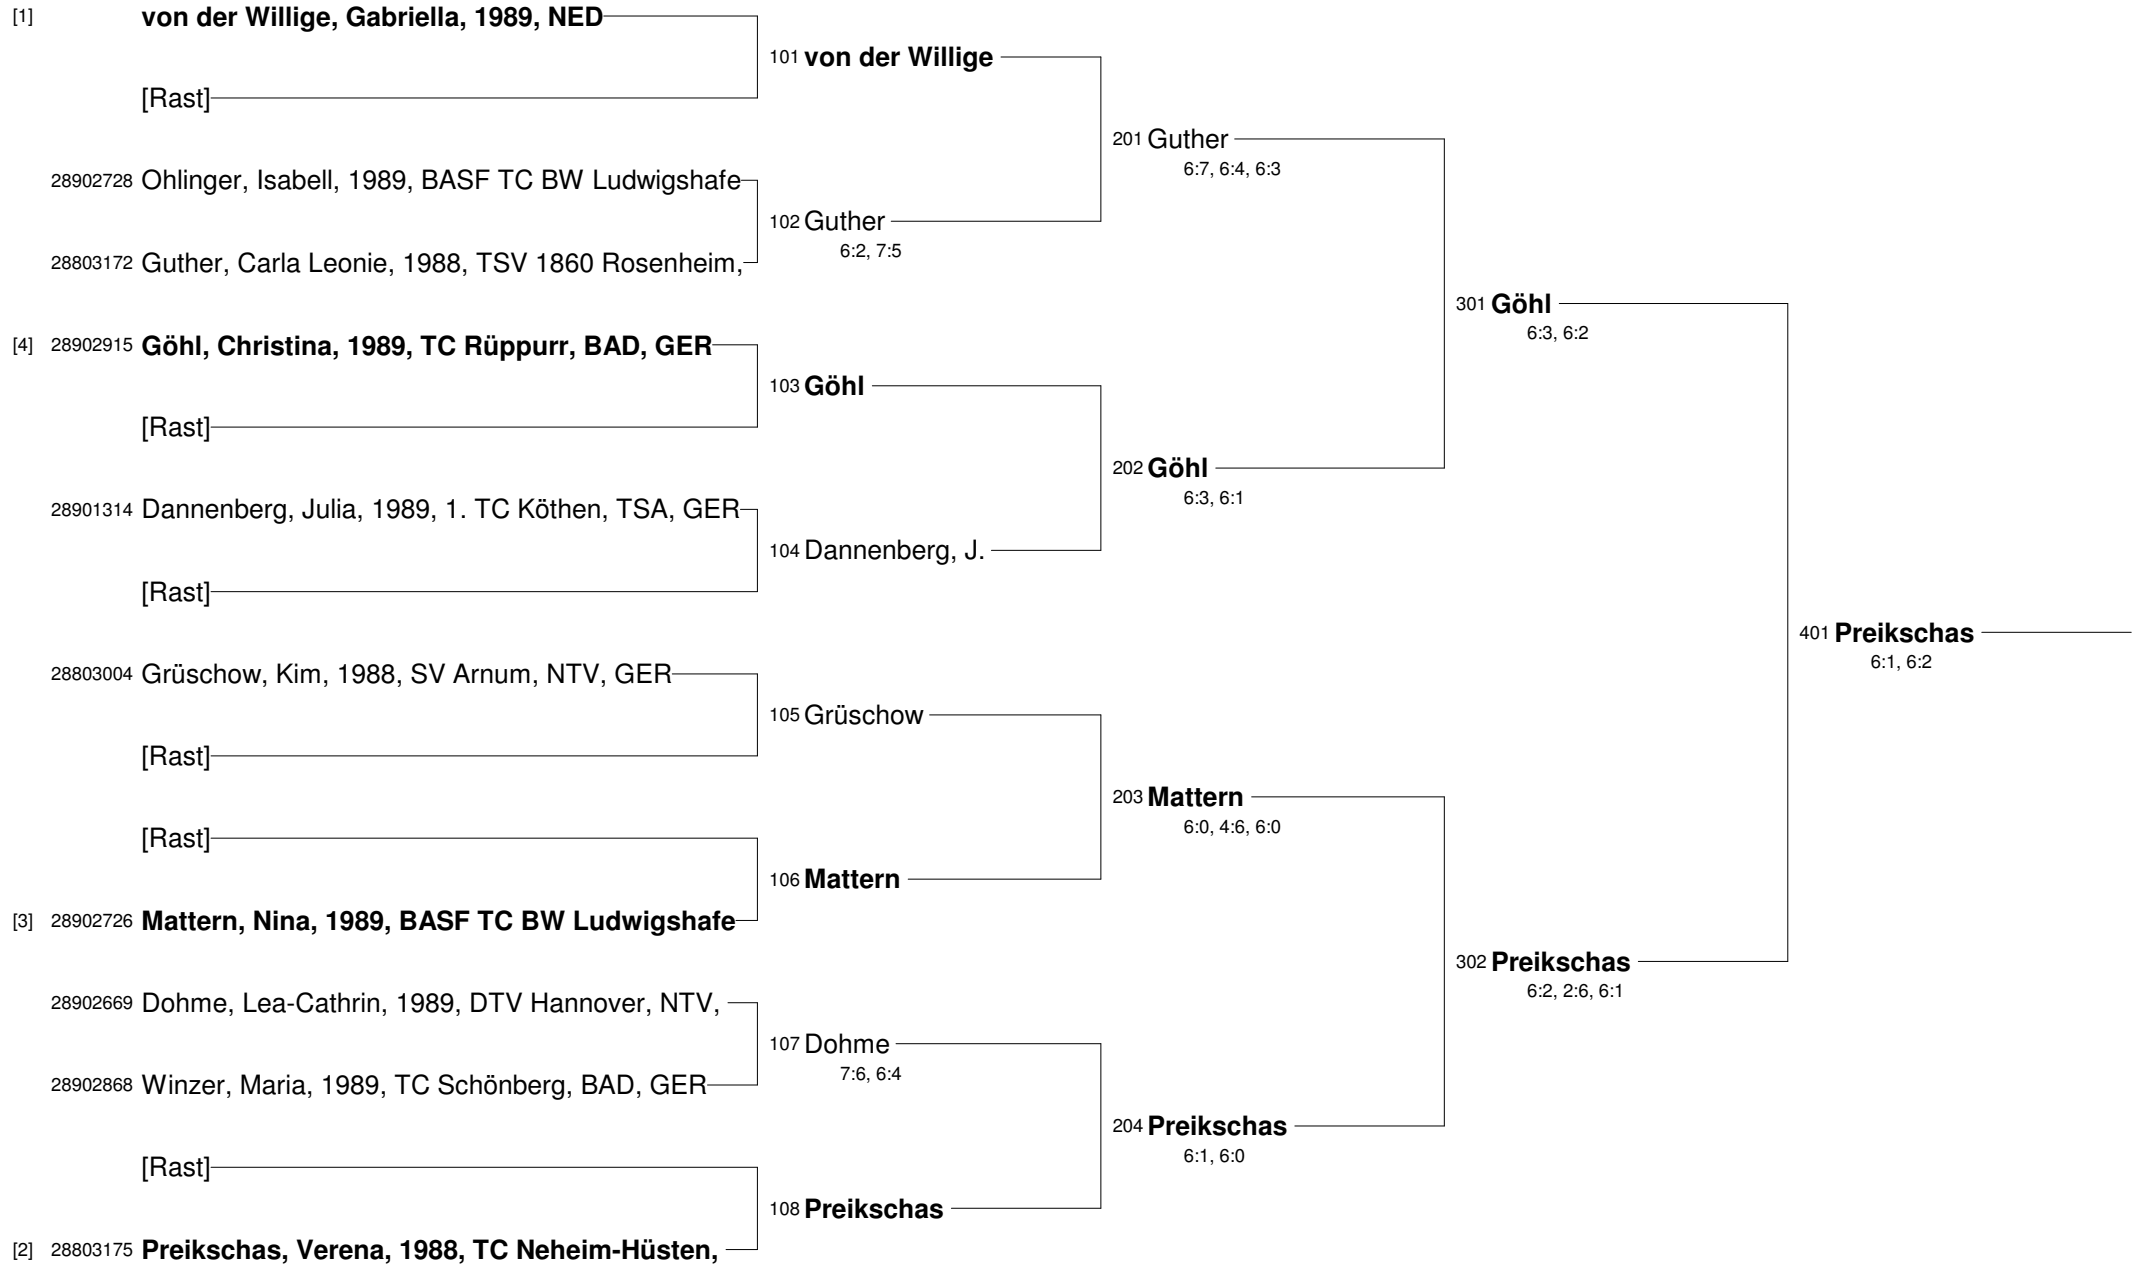 [1] von der Willige, Gabriella, 1989, NED
101 von der Willige
[Rast]
201 Guther
6:7, 6:4, 6:3
28902728 Ohlinger, Isabell, 1989, BASF TC BW Ludwigshafe
102 Guther
6:2, 7:5
28803172 Guther, Carla Leonie, 1988, TSV 1860 Rosenheim,
301 Göhl
6:3, 6:2
[4] 28902915 Göhl, Christina, 1989, TC Rüppurr, BAD, GER
103 Göhl
[Rast]
202 Göhl
6:3, 6:1
28901314 Dannenberg, Julia, 1989, 1. TC Köthen, TSA, GER
104 Dannenberg, J.
[Rast]
401 Preikschas
6:1, 6:2
28803004 Grüschow, Kim, 1988, SV Arnum, NTV, GER
105 Grüschow
[Rast]
203 Mattern
6:0, 4:6, 6:0
[Rast]
106 Mattern
[3] 28902726 Mattern, Nina, 1989, BASF TC BW Ludwigshafe
302 Preikschas
6:2, 2:6, 6:1
28902669 Dohme, Lea-Cathrin, 1989, DTV Hannover, NTV,
107 Dohme
7:6, 6:4
28902868 Winzer, Maria, 1989, TC Schönberg, BAD, GER
204 Preikschas
6:1, 6:0
[Rast]
108 Preikschas
[2] 28803175 Preikschas, Verena, 1988, TC Neheim-Hüsten,